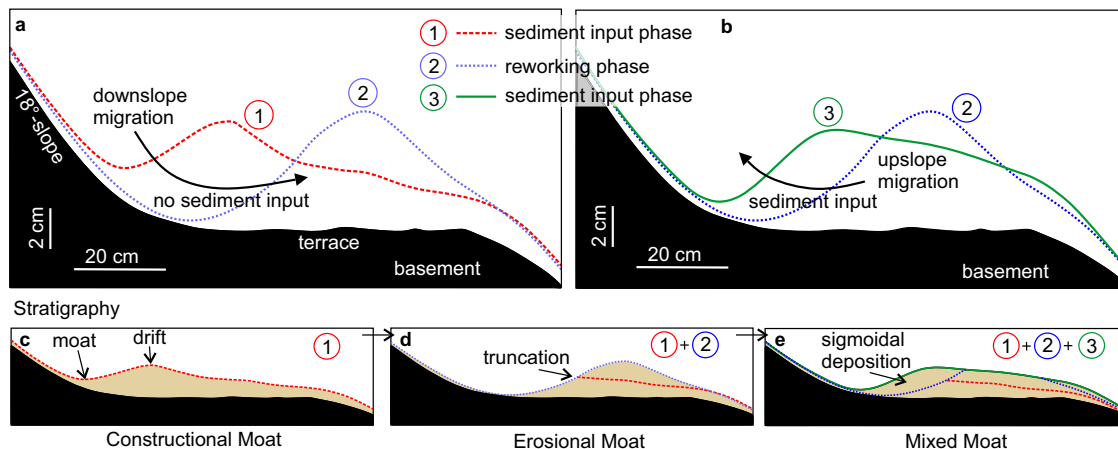 a
1 sediment input phase
2 reworking phase
3 sediment input phase
downslope
migration
1
2
18°-slope
no sediment input
2 cm
20 cm
terrace
basement
b
3
2
upslope
migration
sediment input
2 cm
20 cm
basement
Stratigraphy
c
moat
drift
1
Constructional Moat
d
truncation
1 + 2
Erosional Moat
e
sigmoidal
deposition
1 + 2 + 3
Mixed Moat